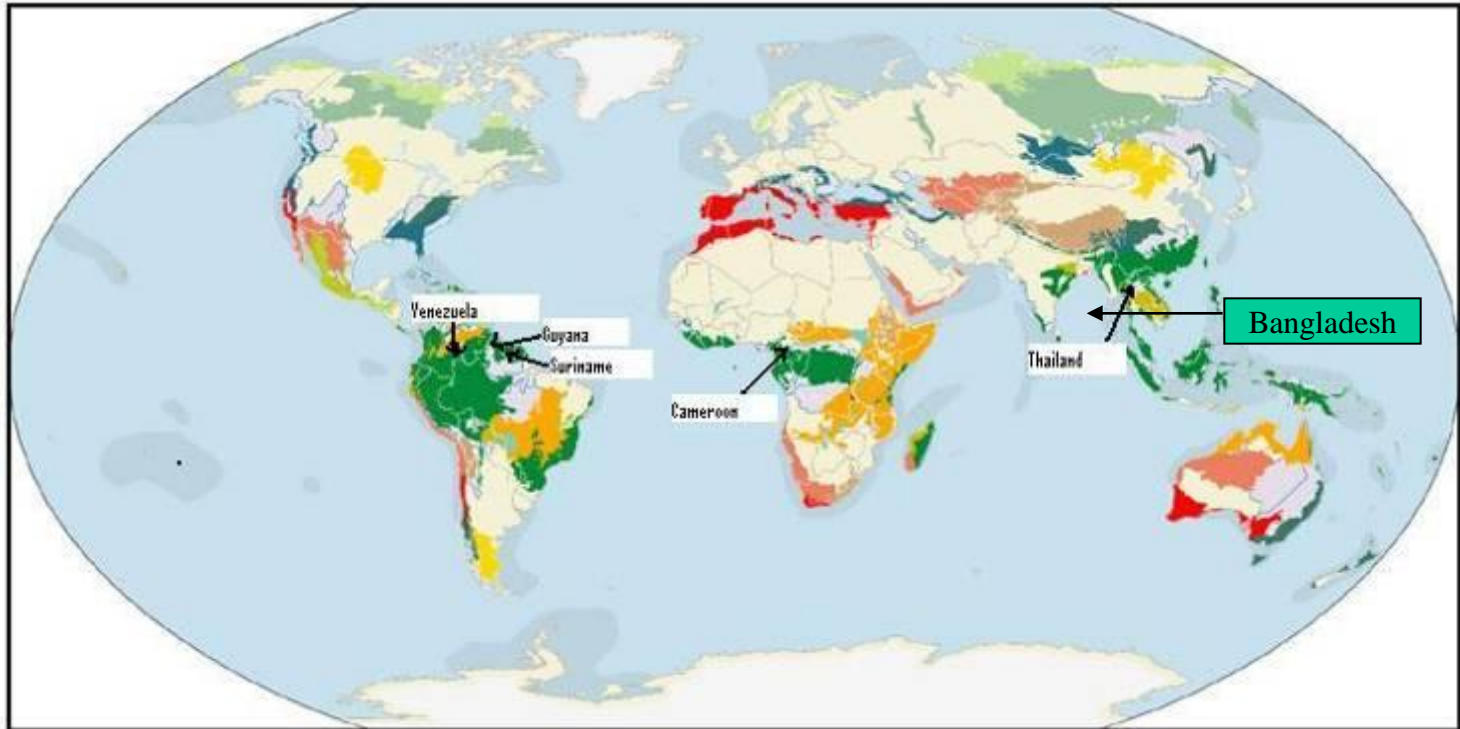 Venezuela
Guyana
Suriname
Cameroon
Thailand
Bangladesh